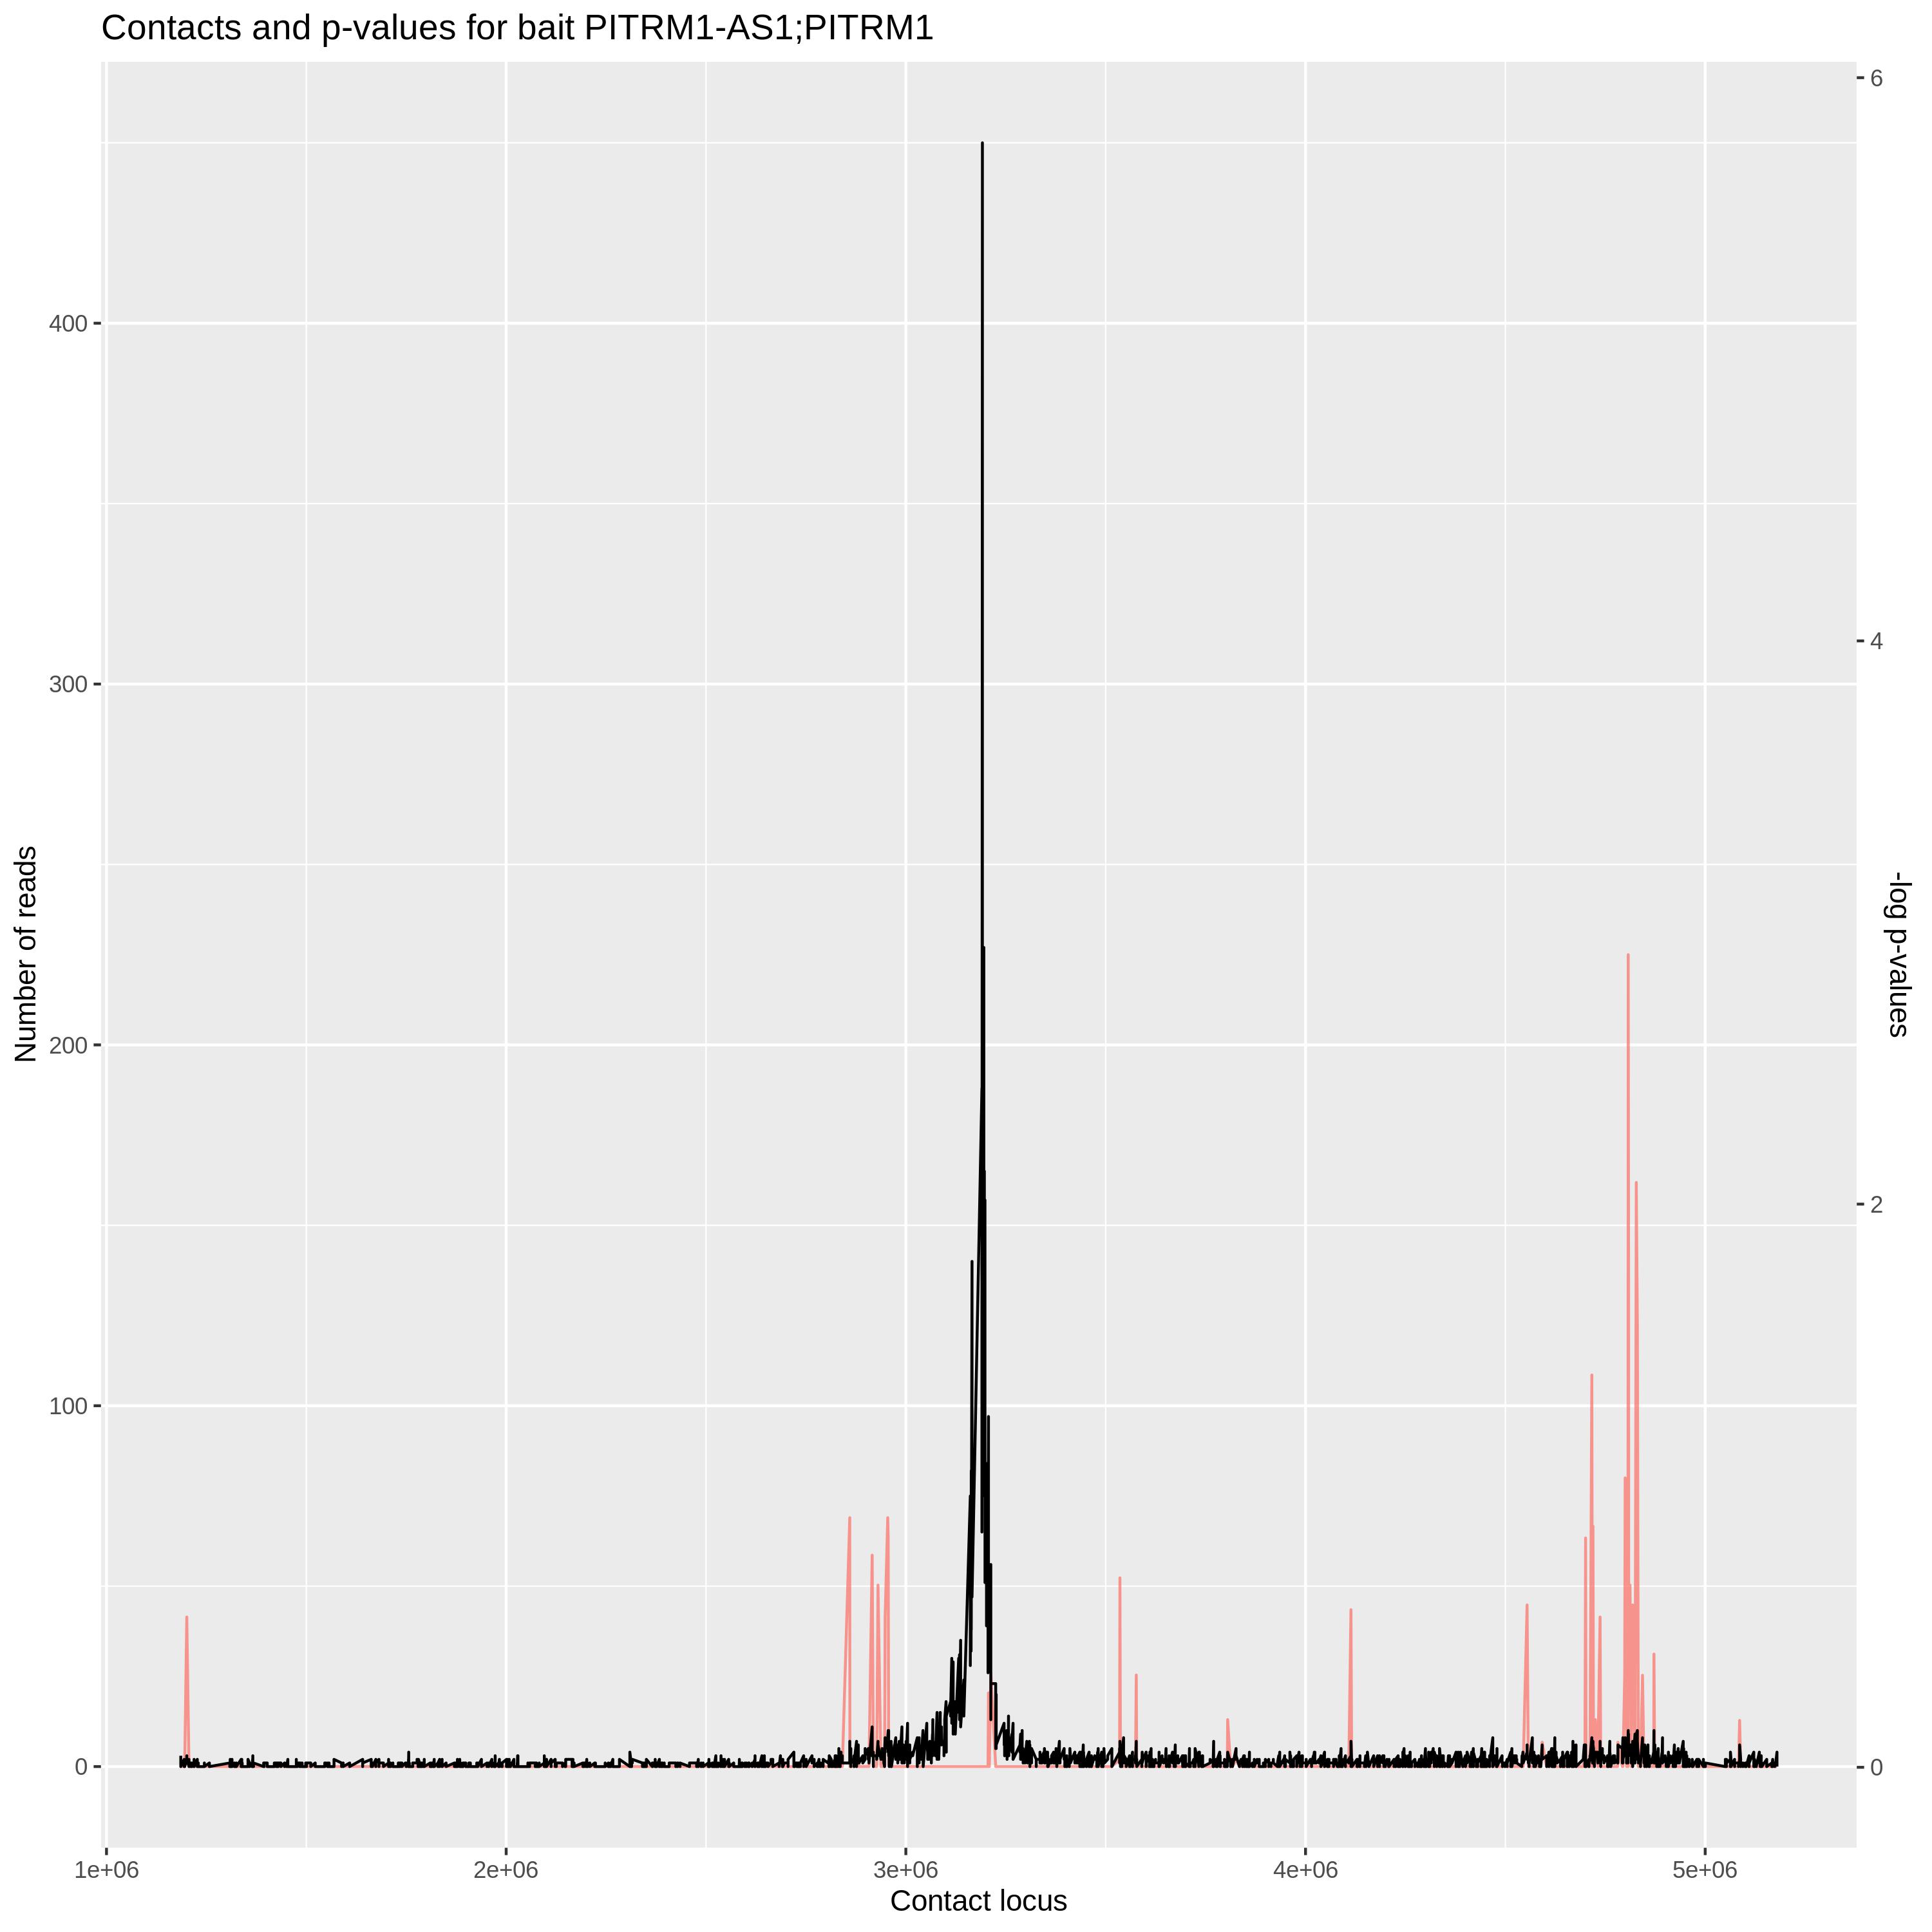 Contacts and p-values for bait PITRM1-AS1;PITRM1
Number of reads
400
300
200
100
0
6
4
2
0
-log p-values
1e+06
2e+06
3e+06
4e+06
5e+06
Contact locus